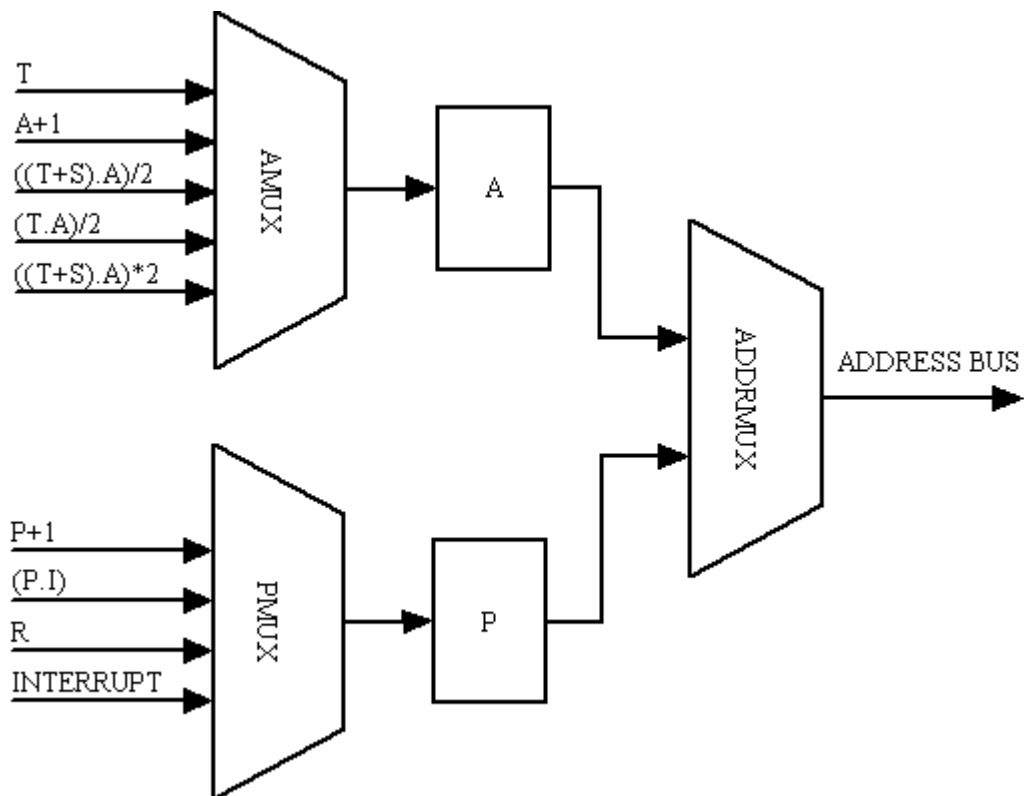 T
A+1
((T+S).A)/2
(T.A)/2
((T+S).A)*2
AMUX
A
ADDRMUX
ADDRESS BUS
P+1
(P.I)
R
INTERRUPT
PMUX
P